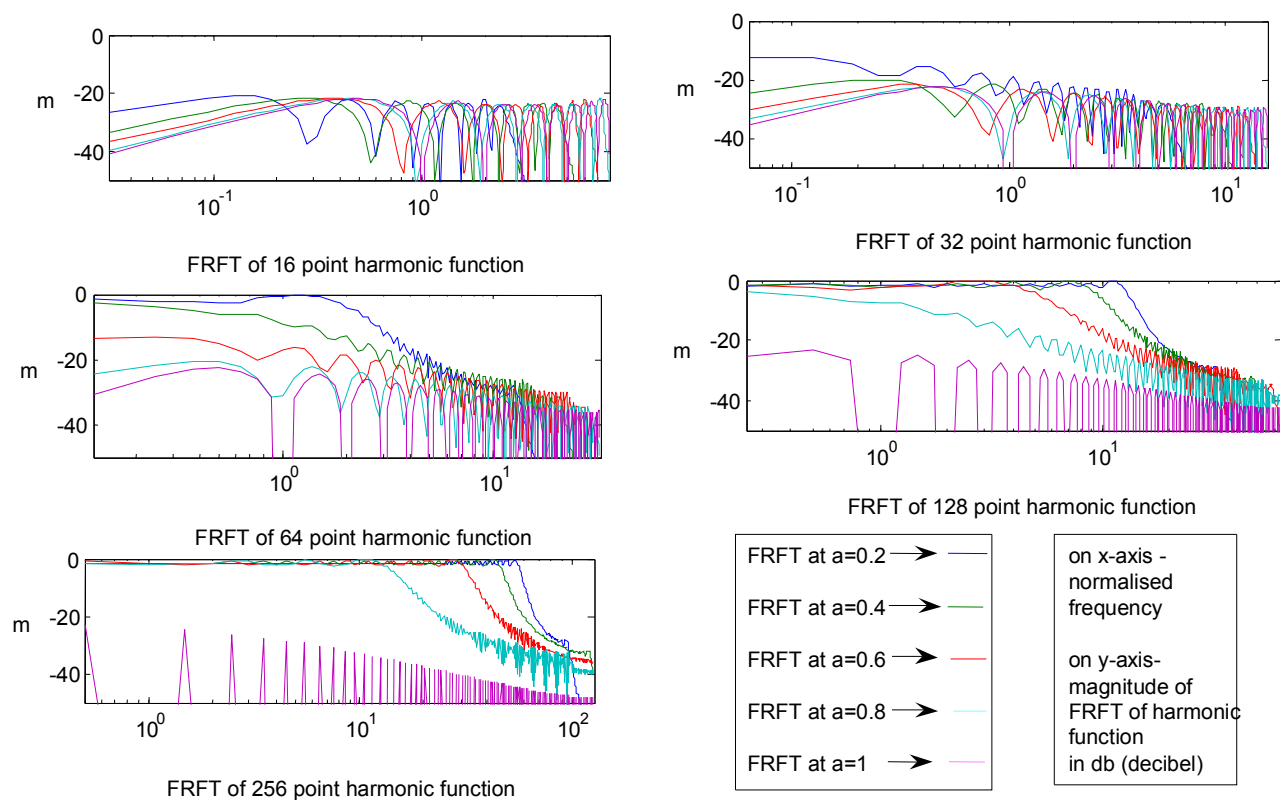 0
-20
-40
m
10^-1
10^0
FRFT of 16 point harmonic function
0
-20
-40
m
10^-1
10^0
10^1
FRFT of 32 point harmonic function
0
-20
-40
m
10^0
10^1
FRFT of 64 point harmonic function
0
-20
-40
m
10^0
10^1
FRFT of 128 point harmonic function
0
-20
-40
m
10^0
10^1
10^2
FRFT of 256 point harmonic function
FRFT at a=0.2
FRFT at a=0.4
FRFT at a=0.6
FRFT at a=0.8
FRFT at a=1
on x-axis -
normalised
frequency
on y-axis-
magnitude of
FRFT of harmonic
function
in db (decibel)